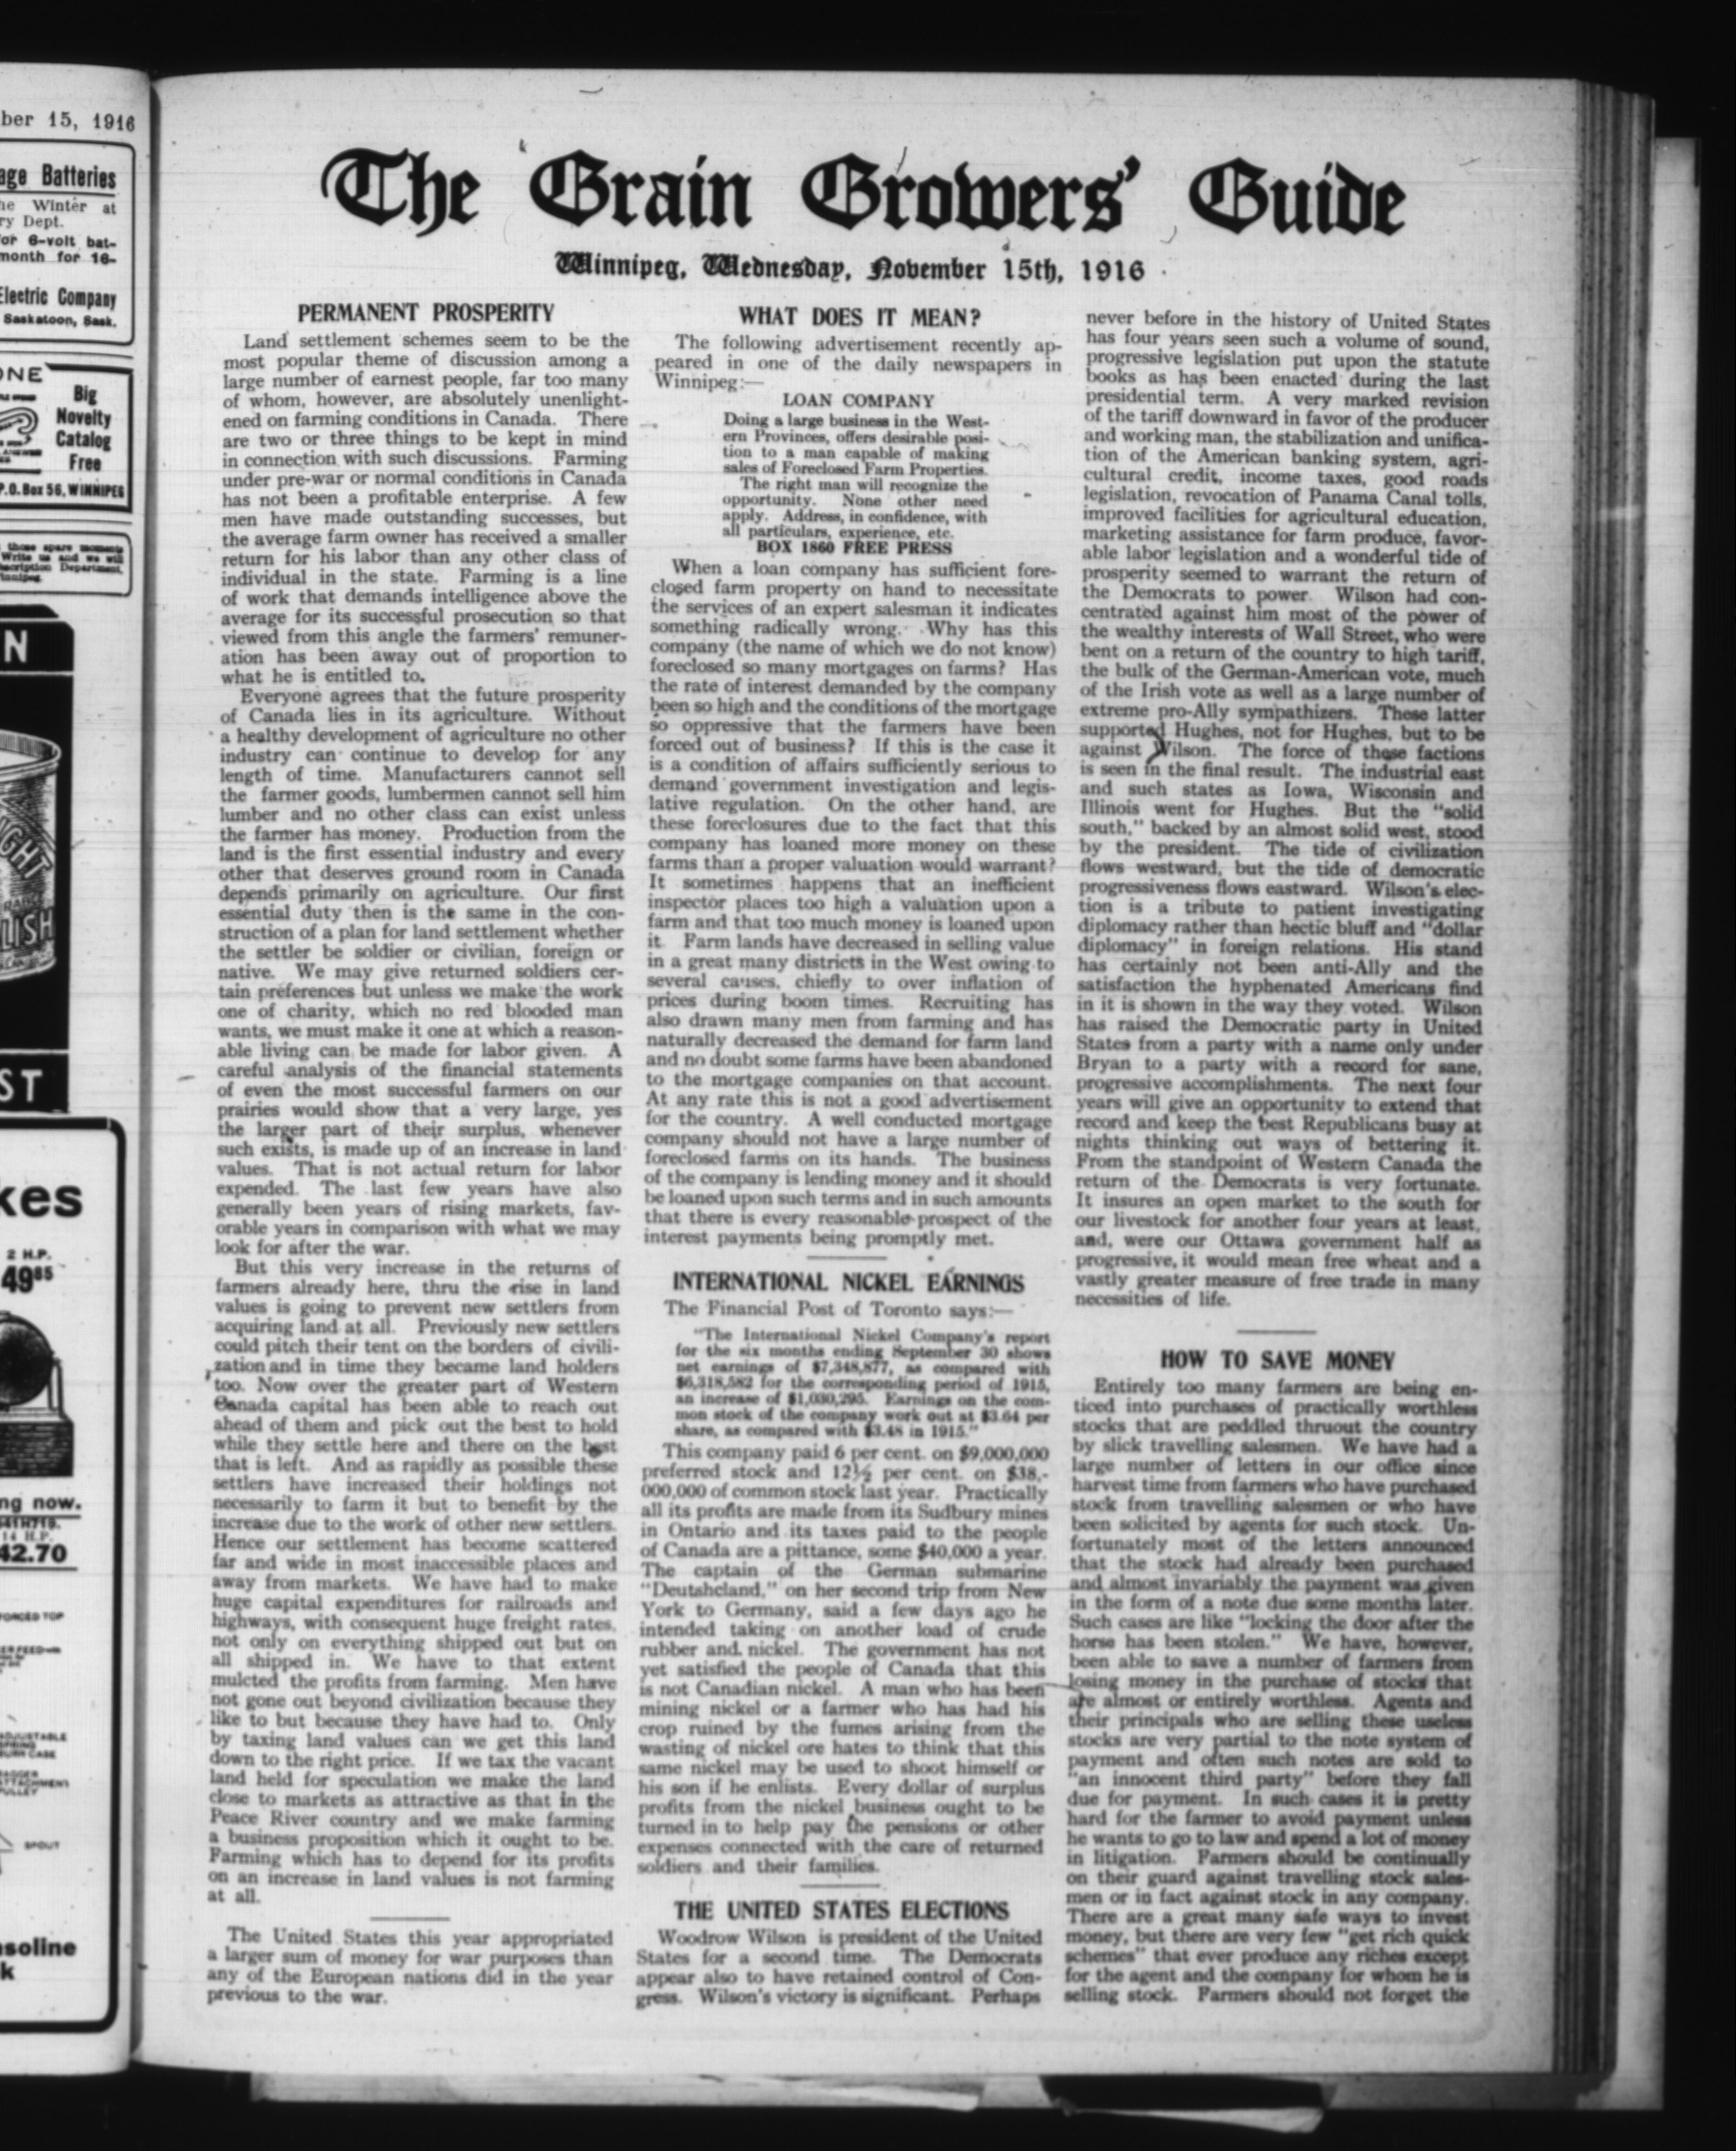 ber 15, 1916
age Batteries
he Winter at
ry Dept.
or 6-volt bat-
month for 16-
Electric Company
Saskatoon, Sask.
ONE
Big
Novelty
Catalog
Free
P.O. Box 56, WINNIPEG
those spare moments
Write us and we will
scription Department,
innipeg.
N
GHT
LISH
ST
kes
2 H.P.
4985
ng now.
14 H.P.
42.70
FORCED TOP
ADJUSTABLE
SPOUT
asoline
k
The Grain Growers' Guide
Winnipeg, Wednesday, November 15th, 1916
PERMANENT PROSPERITY
Land settlement schemes seem to be the
most popular theme of discussion among a
large number of earnest people, far too many
of whom, however, are absolutely unenlight-
ened on farming conditions in Canada. There
are two or three things to be kept in mind
in connection with such discussions. Farming
under pre-war or normal conditions in Canada
has not been a profitable enterprise. A few
men have made outstanding successes, but
the average farm owner has received a smaller
return for his labor than any other class of
individual in the state. Farming is a line
of work that demands intelligence above the
average for its successful prosecution so that
viewed from this angle the farmers' remuner-
ation has been away out of proportion to
what he is entitled to.
Everyone agrees that the future prosperity
of Canada lies in its agriculture. Without
a healthy development of agriculture no other
industry can continue to develop for any
length of time. Manufacturers cannot sell
the farmer goods, lumbermen cannot sell him
lumber and no other class can exist unless
the farmer has money. Production from the
land is the first essential industry and every
other that deserves ground room in Canada
depends primarily on agriculture. Our first
essential duty then is the same in the con-
struction of a plan for land settlement whether
the settler be soldier or civilian, foreign or
native. We may give returned soldiers cer-
tain preferences but unless we make the work
one of charity, which no red blooded man
wants, we must make it one at which a reason-
able living can be made for labor given. A
careful analysis of the financial statements
of even the most successful farmers on our
prairies would show that a very large, yes
the larger part of their surplus, whenever
such exists, is made up of an increase in land
values. That is not actual return for labor
expended. The last few years have also
generally been years of rising markets, fav-
orable years in comparison with what we may
look for after the war.
But this very increase in the returns of
farmers already here, thru the rise in land
values is going to prevent new settlers from
acquiring land at all. Previously new settlers
could pitch their tent on the borders of civili-
zation and in time they became land holders
too. Now over the greater part of Western
Canada capital has been able to reach out
ahead of them and pick out the best to hold
while they settle here and there on the best
that is left. And as rapidly as possible these
settlers have increased their holdings not
necessarily to farm it but to benefit by the
increase due to the work of other new settlers.
Hence our settlement has become scattered
far and wide in most inaccessible places and
away from markets. We have had to make
huge capital expenditures for railroads and
highways, with consequent huge freight rates,
not only on everything shipped out but on
all shipped in. We have to that extent
mulcted the profits from farming. Men have
not gone out beyond civilization because they
like to but because they have had to. Only
by taxing land values can we get this land
down to the right price. If we tax the vacant
land held for speculation we make the land
close to markets as attractive as that in the
Peace River country and we make farming
a business proposition which it ought to be.
Farming which has to depend for its profits
on an increase in land values is not farming
at all.
The United States this year appropriated
a larger sum of money for war purposes than
any of the European nations did in the year
previous to the war.
WHAT DOES IT MEAN?
The following advertisement recently ap-
peared in one of the daily newspapers in
Winnipeg:—
LOAN COMPANY
Doing a large business in the West-
ern Provinces, offers desirable posi-
tion to a man capable of making
sales of Foreclosed Farm Properties.
The right man will recognize the
opportunity. None other need
apply. Address, in confidence, with
all particulars, experience, etc.
BOX 1860 FREE PRESS
When a loan company has sufficient fore-
closed farm property on hand to necessitate
the services of an expert salesman it indicates
something radically wrong. Why has this
company (the name of which we do not know)
foreclosed so many mortgages on farms? Has
the rate of interest demanded by the company
been so high and the conditions of the mortgage
so oppressive that the farmers have been
forced out of business? If this is the case it
is a condition of affairs sufficiently serious to
demand government investigation and legis-
lative regulation. On the other hand, are
these foreclosures due to the fact that this
company has loaned more money on these
farms than a proper valuation would warrant?
It sometimes happens that an inefficient
inspector places too high a valuation upon a
farm and that too much money is loaned upon
it. Farm lands have decreased in selling value
in a great many districts in the West owing to
several causes, chiefly to over inflation of
prices during boom times. Recruiting has
also drawn many men from farming and has
naturally decreased the demand for farm land
and no doubt some farms have been abandoned
to the mortgage companies on that account.
At any rate this is not a good advertisement
for the country. A well conducted mortgage
company should not have a large number of
foreclosed farms on its hands. The business
of the company is lending money and it should
be loaned upon such terms and in such amounts
that there is every reasonable prospect of the
interest payments being promptly met.
INTERNATIONAL NICKEL EARNINGS
The Financial Post of Toronto says:—
"The International Nickel Company's report
for the six months ending September 30 shows
net earnings of $7,348,877, as compared with
$6,318,582 for the corresponding period of 1915,
an increase of $1,030,295. Earnings on the com-
mon stock of the company work out at $3.64 per
share, as compared with $3.48 in 1915."
This company paid 6 per cent. on $9,000,000
preferred stock and 12½ per cent. on $38,-
000,000 of common stock last year. Practically
all its profits are made from its Sudbury mines
in Ontario and its taxes paid to the people
of Canada are a pittance, some $40,000 a year.
The captain of the German submarine
"Deutshcland," on her second trip from New
York to Germany, said a few days ago he
intended taking on another load of crude
rubber and nickel. The government has not
yet satisfied the people of Canada that this
is not Canadian nickel. A man who has been
mining nickel or a farmer who has had his
crop ruined by the fumes arising from the
wasting of nickel ore hates to think that this
same nickel may be used to shoot himself or
his son if he enlists. Every dollar of surplus
profits from the nickel business ought to be
turned in to help pay the pensions or other
expenses connected with the care of returned
soldiers and their families.
THE UNITED STATES ELECTIONS
Woodrow Wilson is president of the United
States for a second time. The Democrats
appear also to have retained control of Con-
gress. Wilson's victory is significant. Perhaps
never before in the history of United States
has four years seen such a volume of sound,
progressive legislation put upon the statute
books as has been enacted during the last
presidential term. A very marked revision
of the tariff downward in favor of the producer
and working man, the stabilization and unifica-
tion of the American banking system, agri-
cultural credit, income taxes, good roads
legislation, revocation of Panama Canal tolls,
improved facilities for agricultural education,
marketing assistance for farm produce, favor-
able labor legislation and a wonderful tide of
prosperity seemed to warrant the return of
the Democrats to power. Wilson had con-
centrated against him most of the power of
the wealthy interests of Wall Street, who were
bent on a return of the country to high tariff,
the bulk of the German-American vote, much
of the Irish vote as well as a large number of
extreme pro-Ally sympathizers. These latter
supported Hughes, not for Hughes, but to be
against Wilson. The force of these factions
is seen in the final result. The industrial east
and such states as Iowa, Wisconsin and
Illinois went for Hughes. But the "solid
south," backed by an almost solid west, stood
by the president. The tide of civilization
flows westward, but the tide of democratic
progressiveness flows eastward. Wilson's elec-
tion is a tribute to patient investigating
diplomacy rather than hectic bluff and "dollar
diplomacy" in foreign relations. His stand
has certainly not been anti-Ally and the
satisfaction the hyphenated Americans find
in it is shown in the way they voted. Wilson
has raised the Democratic party in United
States from a party with a name only under
Bryan to a party with a record for sane,
progressive accomplishments. The next four
years will give an opportunity to extend that
record and keep the best Republicans busy at
nights thinking out ways of bettering it.
From the standpoint of Western Canada the
return of the Democrats is very fortunate.
It insures an open market to the south for
our livestock for another four years at least,
and, were our Ottawa government half as
progressive, it would mean free wheat and a
vastly greater measure of free trade in many
necessities of life.
HOW TO SAVE MONEY
Entirely too many farmers are being en-
ticed into purchases of practically worthless
stocks that are peddled thruout the country
by slick travelling salesmen. We have had a
large number of letters in our office since
harvest time from farmers who have purchased
stock from travelling salesmen or who have
been solicited by agents for such stock. Un-
fortunately most of the letters announced
that the stock had already been purchased
and almost invariably the payment was given
in the form of a note due some months later.
Such cases are like "locking the door after the
horse has been stolen." We have, however,
been able to save a number of farmers from
losing money in the purchase of stocks that
are almost or entirely worthless. Agents and
their principals who are selling these useless
stocks are very partial to the note system of
payment and often such notes are sold to
"an innocent third party" before they fall
due for payment. In such cases it is pretty
hard for the farmer to avoid payment unless
he wants to go to law and spend a lot of money
in litigation. Farmers should be continually
on their guard against travelling stock sales-
men or in fact against stock in any company.
There are a great many safe ways to invest
money, but there are very few "get rich quick
schemes" that ever produce any riches except
for the agent and the company for whom he is
selling stock. Farmers should not forget the